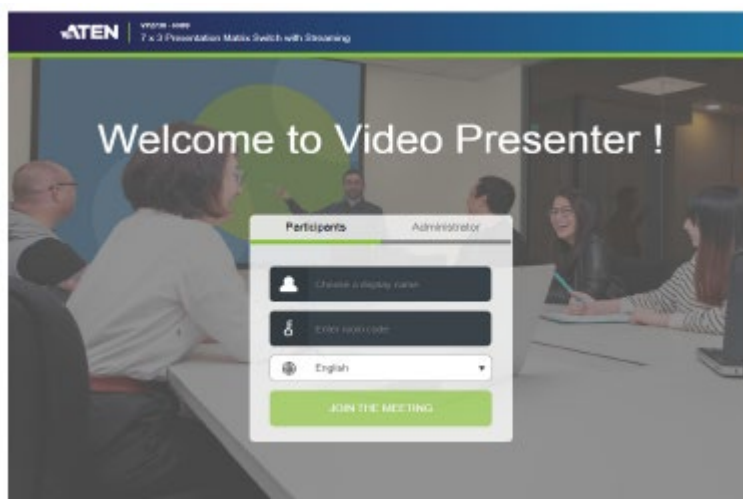 ATEN
7 x 3 Presentation Matrix Switch with Streaming
Welcome to Video Presenter !
Participants
Administrator
Choose a display name
Enter room code
English
JOIN THE MEETING